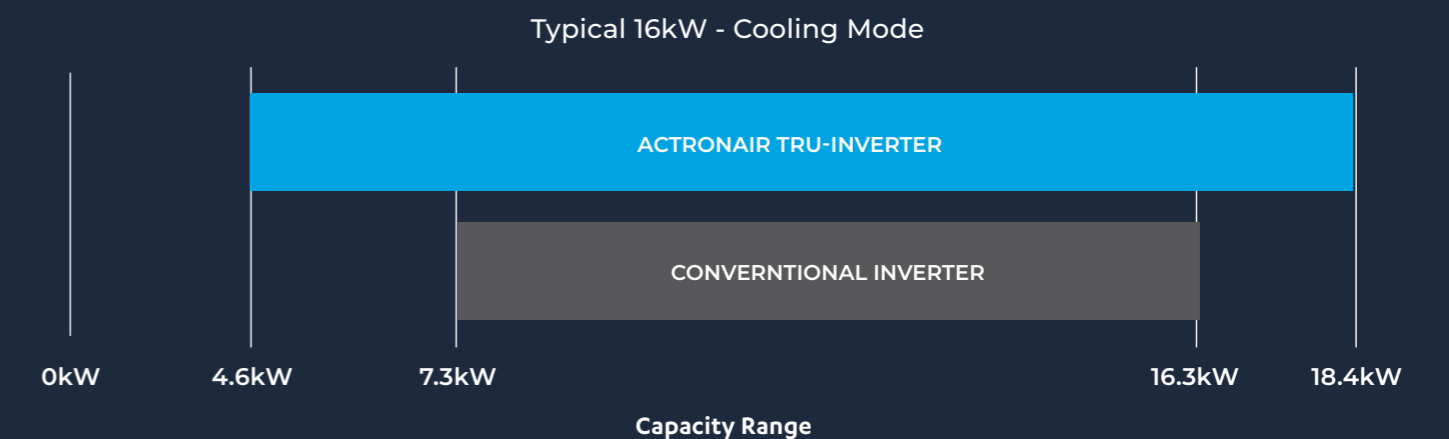 Typical 16kW - Cooling Mode
ACTRONAIR TRU-INVERTER
CONVERNTIONAL INVERTER
0kW 4.6kW 7.3kW 16.3kW 18.4kW
Capacity Range